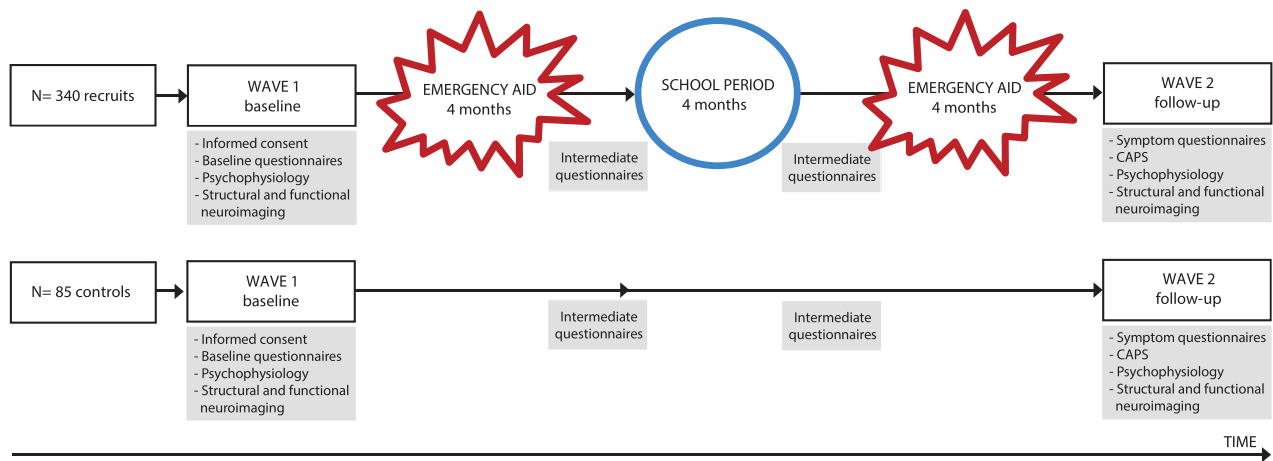 N= 340 recruits
WAVE 1
baseline
- Informed consent
- Baseline questionnaires
- Psychophysiology
- Structural and functional
neuroimaging
EMERGENCY AID
4 months
Intermediate
questionnaires
SCHOOL PERIOD
4 months
Intermediate
questionnaires
EMERGENCY AID
4 months
WAVE 2
follow-up
- Symptom questionnaires
- CAPS
- Psychophysiology
- Structural and functional
neuroimaging
N= 85 controls
WAVE 1
baseline
- Informed consent
- Baseline questionnaires
- Psychophysiology
- Structural and functional
neuroimaging
Intermediate
questionnaires
Intermediate
questionnaires
WAVE 2
follow-up
- Symptom questionnaires
- CAPS
- Psychophysiology
- Structural and functional
neuroimaging
TIME